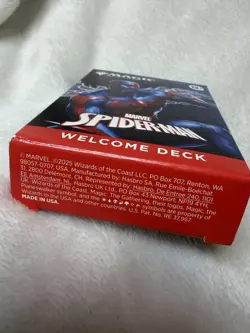 MAGIC
MARVEL
SPIDER-MAN
WELCOME DECK
© MARVEL ©2025 Wizards of the Coast LLC, PO Box 707, Renton, WA
98057-0707, USA. Manufactured by: Hasbro SA, Rue Emile-Boéchat
31, 2800 Delémont, CH. Represented by: Hasbro, De Entrée 240, 1101
EE Amsterdam, NL. Hasbro UK Ltd., PO Box 43 Newport, NP19 4YH,
UK. Wizards of the Coast, Magic: The Gathering, their logos, Magic, the
Planeswalker symbol, symbols are property of
Wizards in the USA and other countries. U.S. Pat. No. RE 37,957
MADE IN USA